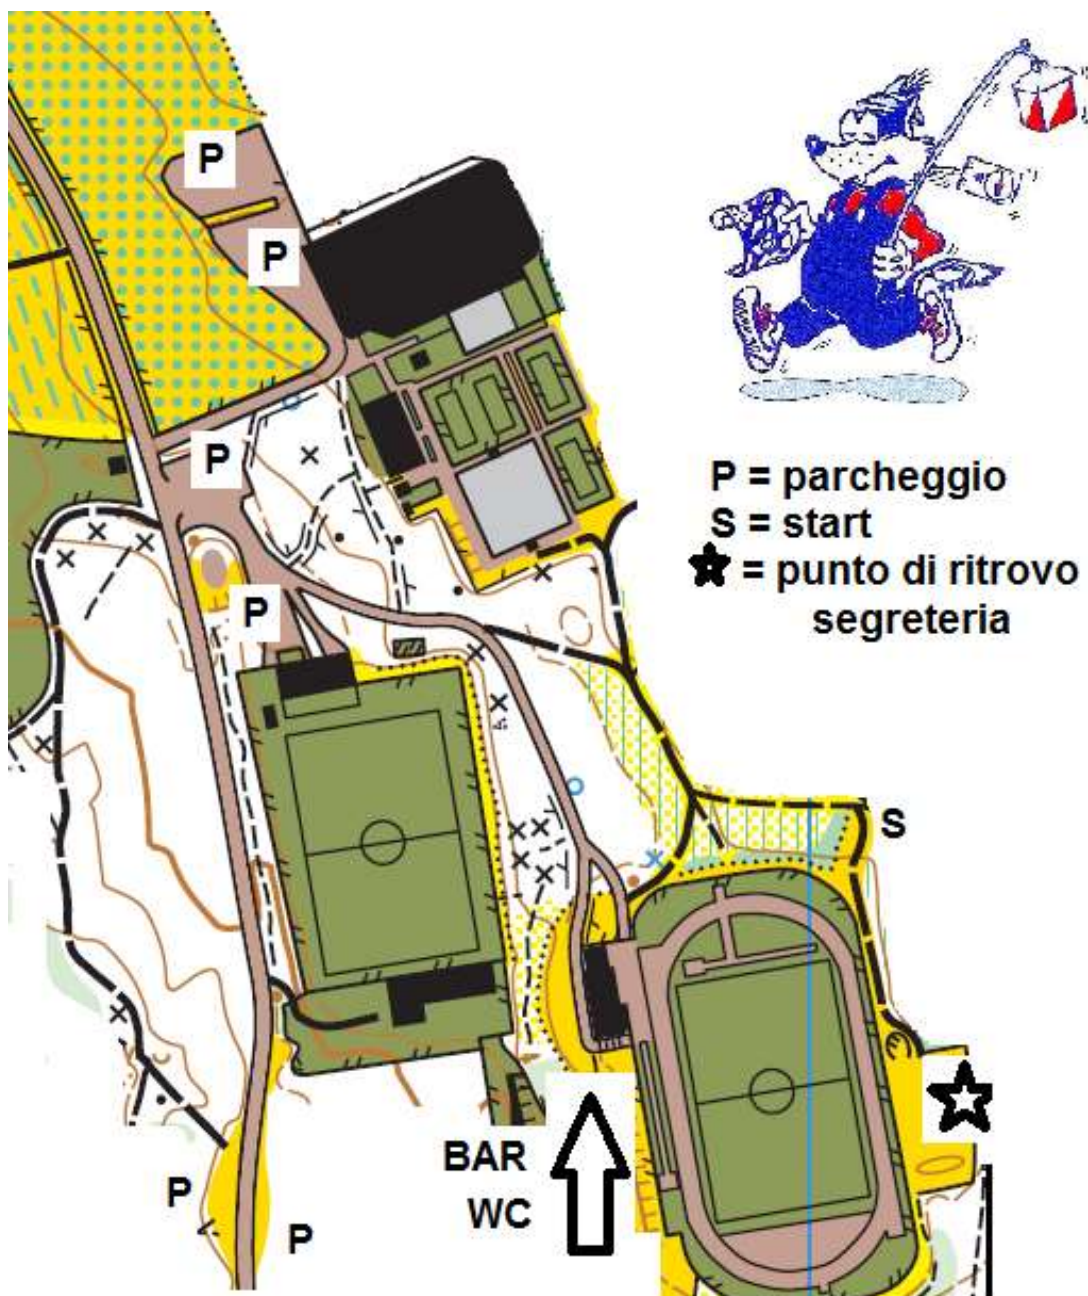 P
P
P
P = parcheggio
S = start
= punto di ritrovo
segreteria
P
S
BAR
WC
P
P